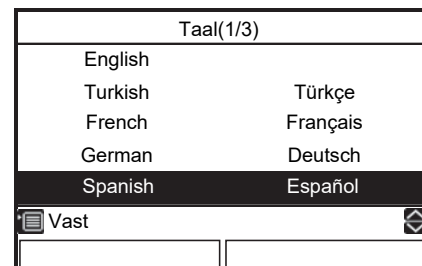 Taal(1/3)
English
Turkish Türkçe
French Français
German Deutsch
Spanish Español
Vast